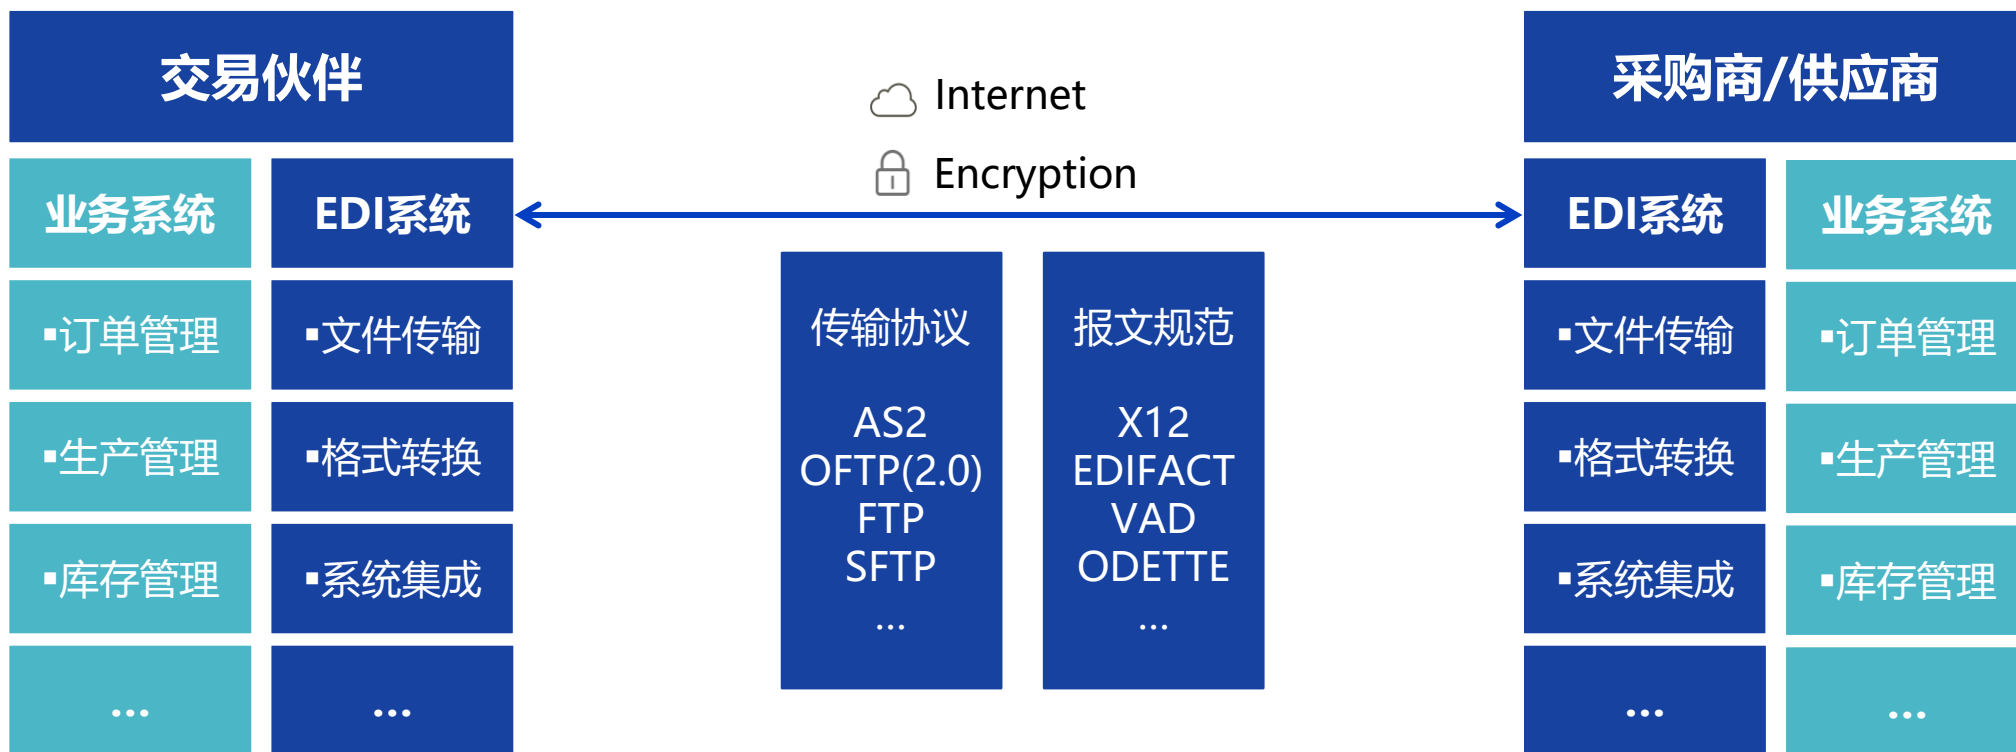 交易伙伴
业务系统
EDI系统
▪订单管理
▪文件传输
▪生产管理
▪格式转换
▪库存管理
▪系统集成
...
...
Internet
Encryption
传输协议
AS2
OFTP(2.0)
FTP
SFTP
...
报文规范
X12
EDIFACT
VAD
ODETTE
...
采购商/供应商
EDI系统
业务系统
▪文件传输
▪订单管理
▪格式转换
▪生产管理
▪系统集成
▪库存管理
...
...